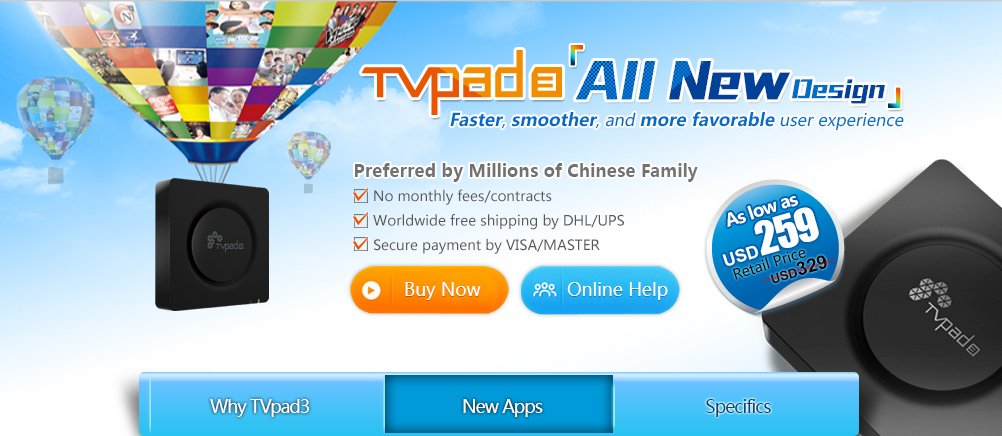 TVpad3「All New Design」
Faster, smoother, and more favorable user experience
Preferred by Millions of Chinese Family
No monthly fees/contracts
Worldwide free shipping by DHL/UPS
Secure payment by VISA/MASTER
As low as
USD259
Retail Price
USD329
Buy Now
Online Help
TVpad3
TVpad3
Why TVpad3
New Apps
Specifics